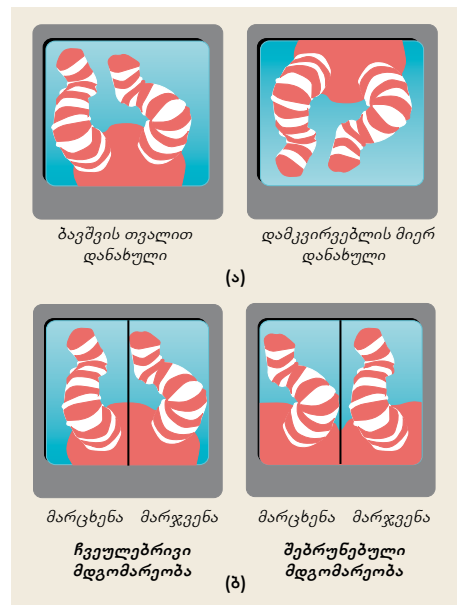 ბავშვის თვალით
დანახული
დამკვირვებლის მიერ
დანახული
(ა)
მარცხენა მარჯვენა
ჩვეულებრივი
მდგომარეობა
მარცხენა მარჯვენა
შებრუნებული
მდგომარეობა
(ბ)